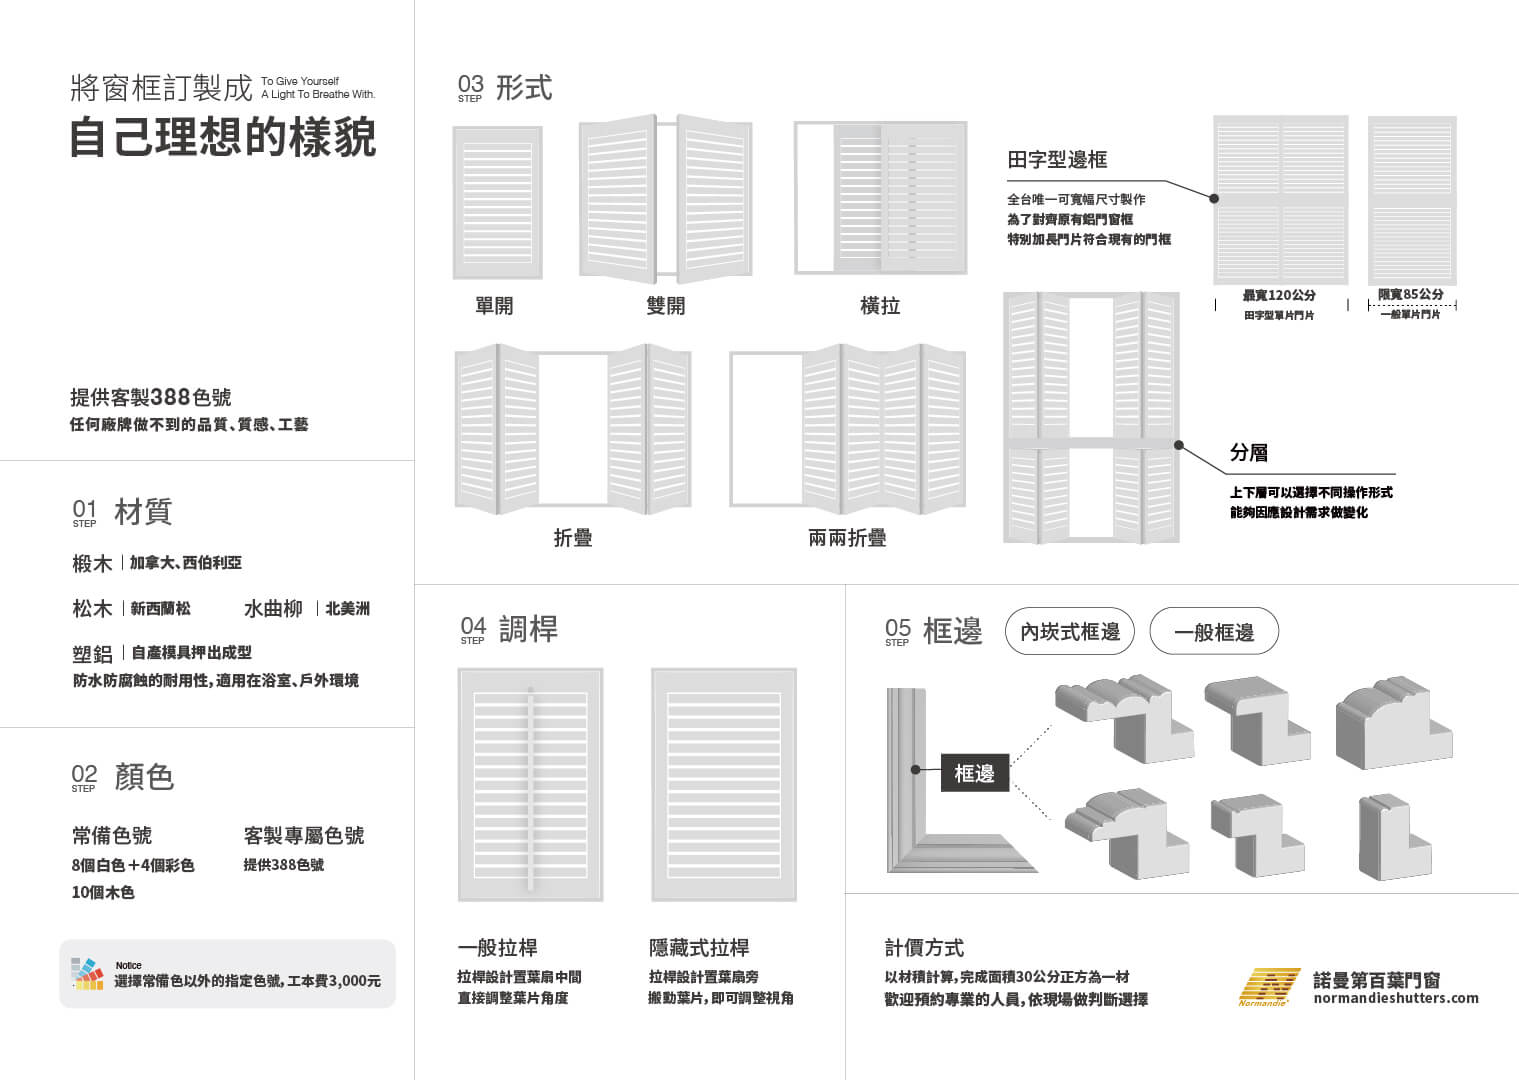 將窗框訂製成
To Give Yourself
A Light To Breathe With.
自己理想的樣貌
提供客製388色號
任何廠牌做不到的品質、質感、工藝
01
STEP
材質
椴木｜加拿大、西伯利亞
松木｜新西蘭松
水曲柳｜北美洲
塑鋁｜自產模具押出成型
防水防腐蝕的耐用性，適用在浴室、戶外環境
02
STEP
顏色
常備色號
8個白色＋4個彩色
10個木色
客製專屬色號
提供388色號
Notice
選擇常備色以外的指定色號，工本費3,000元
03
STEP
形式
單開
雙開
橫拉
折疊
兩兩折疊
田字型邊框
全台唯一可寬幅尺寸製作
為了對齊原有鋁門窗框
特別加長門片符合現有的門框
最寬120公分
田字型單片門片
限寬85公分
一般單片門片
分層
上下層可以選擇不同操作形式
能夠因應設計需求做變化
04
STEP
調桿
一般拉桿
拉桿設計置葉扇中間
直接調整葉片角度
隱藏式拉桿
拉桿設計置葉扇旁
搬動葉片，即可調整視角
05
STEP
框邊
內崁式框邊
一般框邊
框邊
計價方式
以材積計算，完成面積30公分正方為一材
歡迎預約專業的人員，依現場做判斷選擇
Normandie
諾曼第百葉門窗
normandieshutters.com